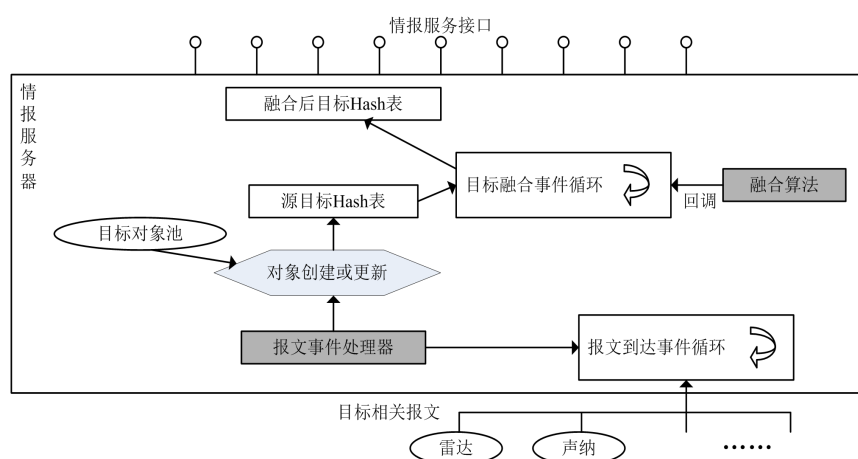 情报服务接口
情报服务器
融合后目标Hash表
目标融合事件循环
融合算法
回调
源目标Hash表
目标对象池
对象创建或更新
报文事件处理器
报文到达事件循环
目标相关报文
雷达
声纳
……